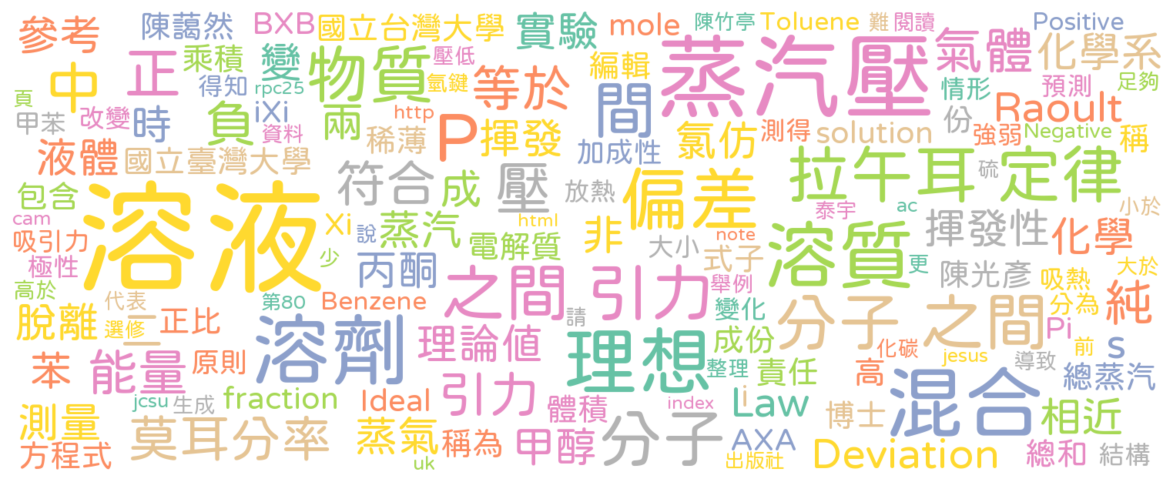 參考 陳藹然 BXB 國立台灣大學 實驗 mole 陳竹亭 Toluene 難 閱讀 Positive
中 正 乘積 變 物質 等於 壓低 編輯 蒸汽壓 氣體 化學系
得知 rpc25 氫鍵 情形 預測 足夠
頁 甲苯 改變 時 負 iXi 兩 http P 揮發 間 氯仿 測得 solution 份 Raoult
資料 稀薄 強弱 Negative 稱
液體 國立臺灣大學 加成性 拉午耳 定律
包含 溶液 符合 成 壓 放熱 偏差 硫
cam Xi 說 蒸汽 html 非 note 泰宇 ac 揮發性 小於
吸引力 電解質 大小 式子 溶質 化學
極性 少 丙酮 之間 引力 舉例 更 陳光彥 吸熱 大於
高於 代表 第80 Benzene 請 變化 分子 之間 分為 純
脫離 選修 二 正比 溶劑 理論值 理想 成份 Pi 前 s
苯 能量 原則 整理 責任 高 化碳 jesus 導致 總蒸汽
jcsu 生成 fraction Ideal 引力 體積 index Law i 博士 混合 相近
測量 莫耳分率 蒸氣 稱為 甲醇 分子 AXA Deviation 總和 結構
方程式 uk 出版社